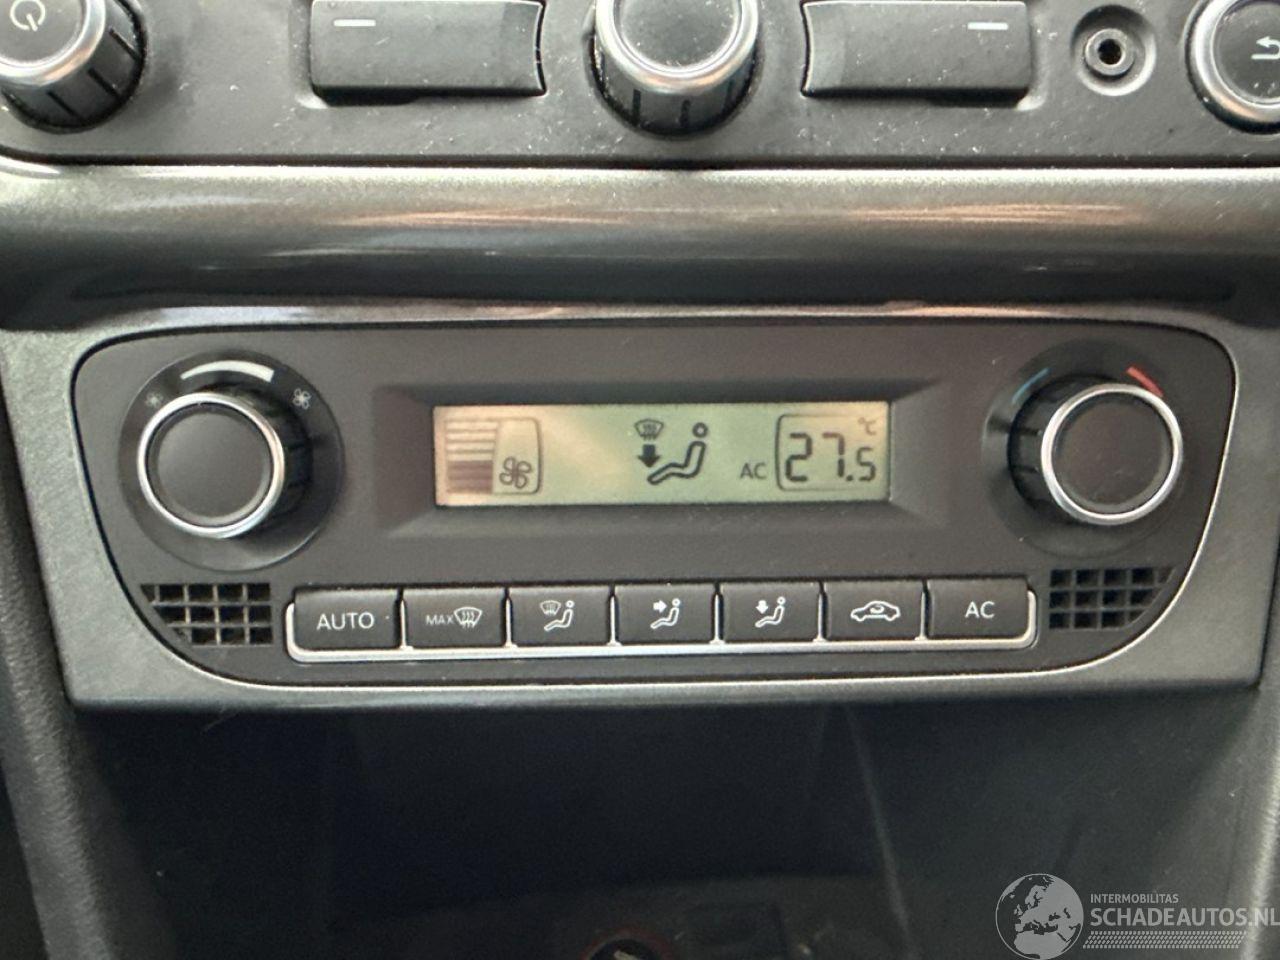 AC 27.5 °C
AUTO MAX AC
INTERMOBILITAS
SCHADEAUTOS.NL